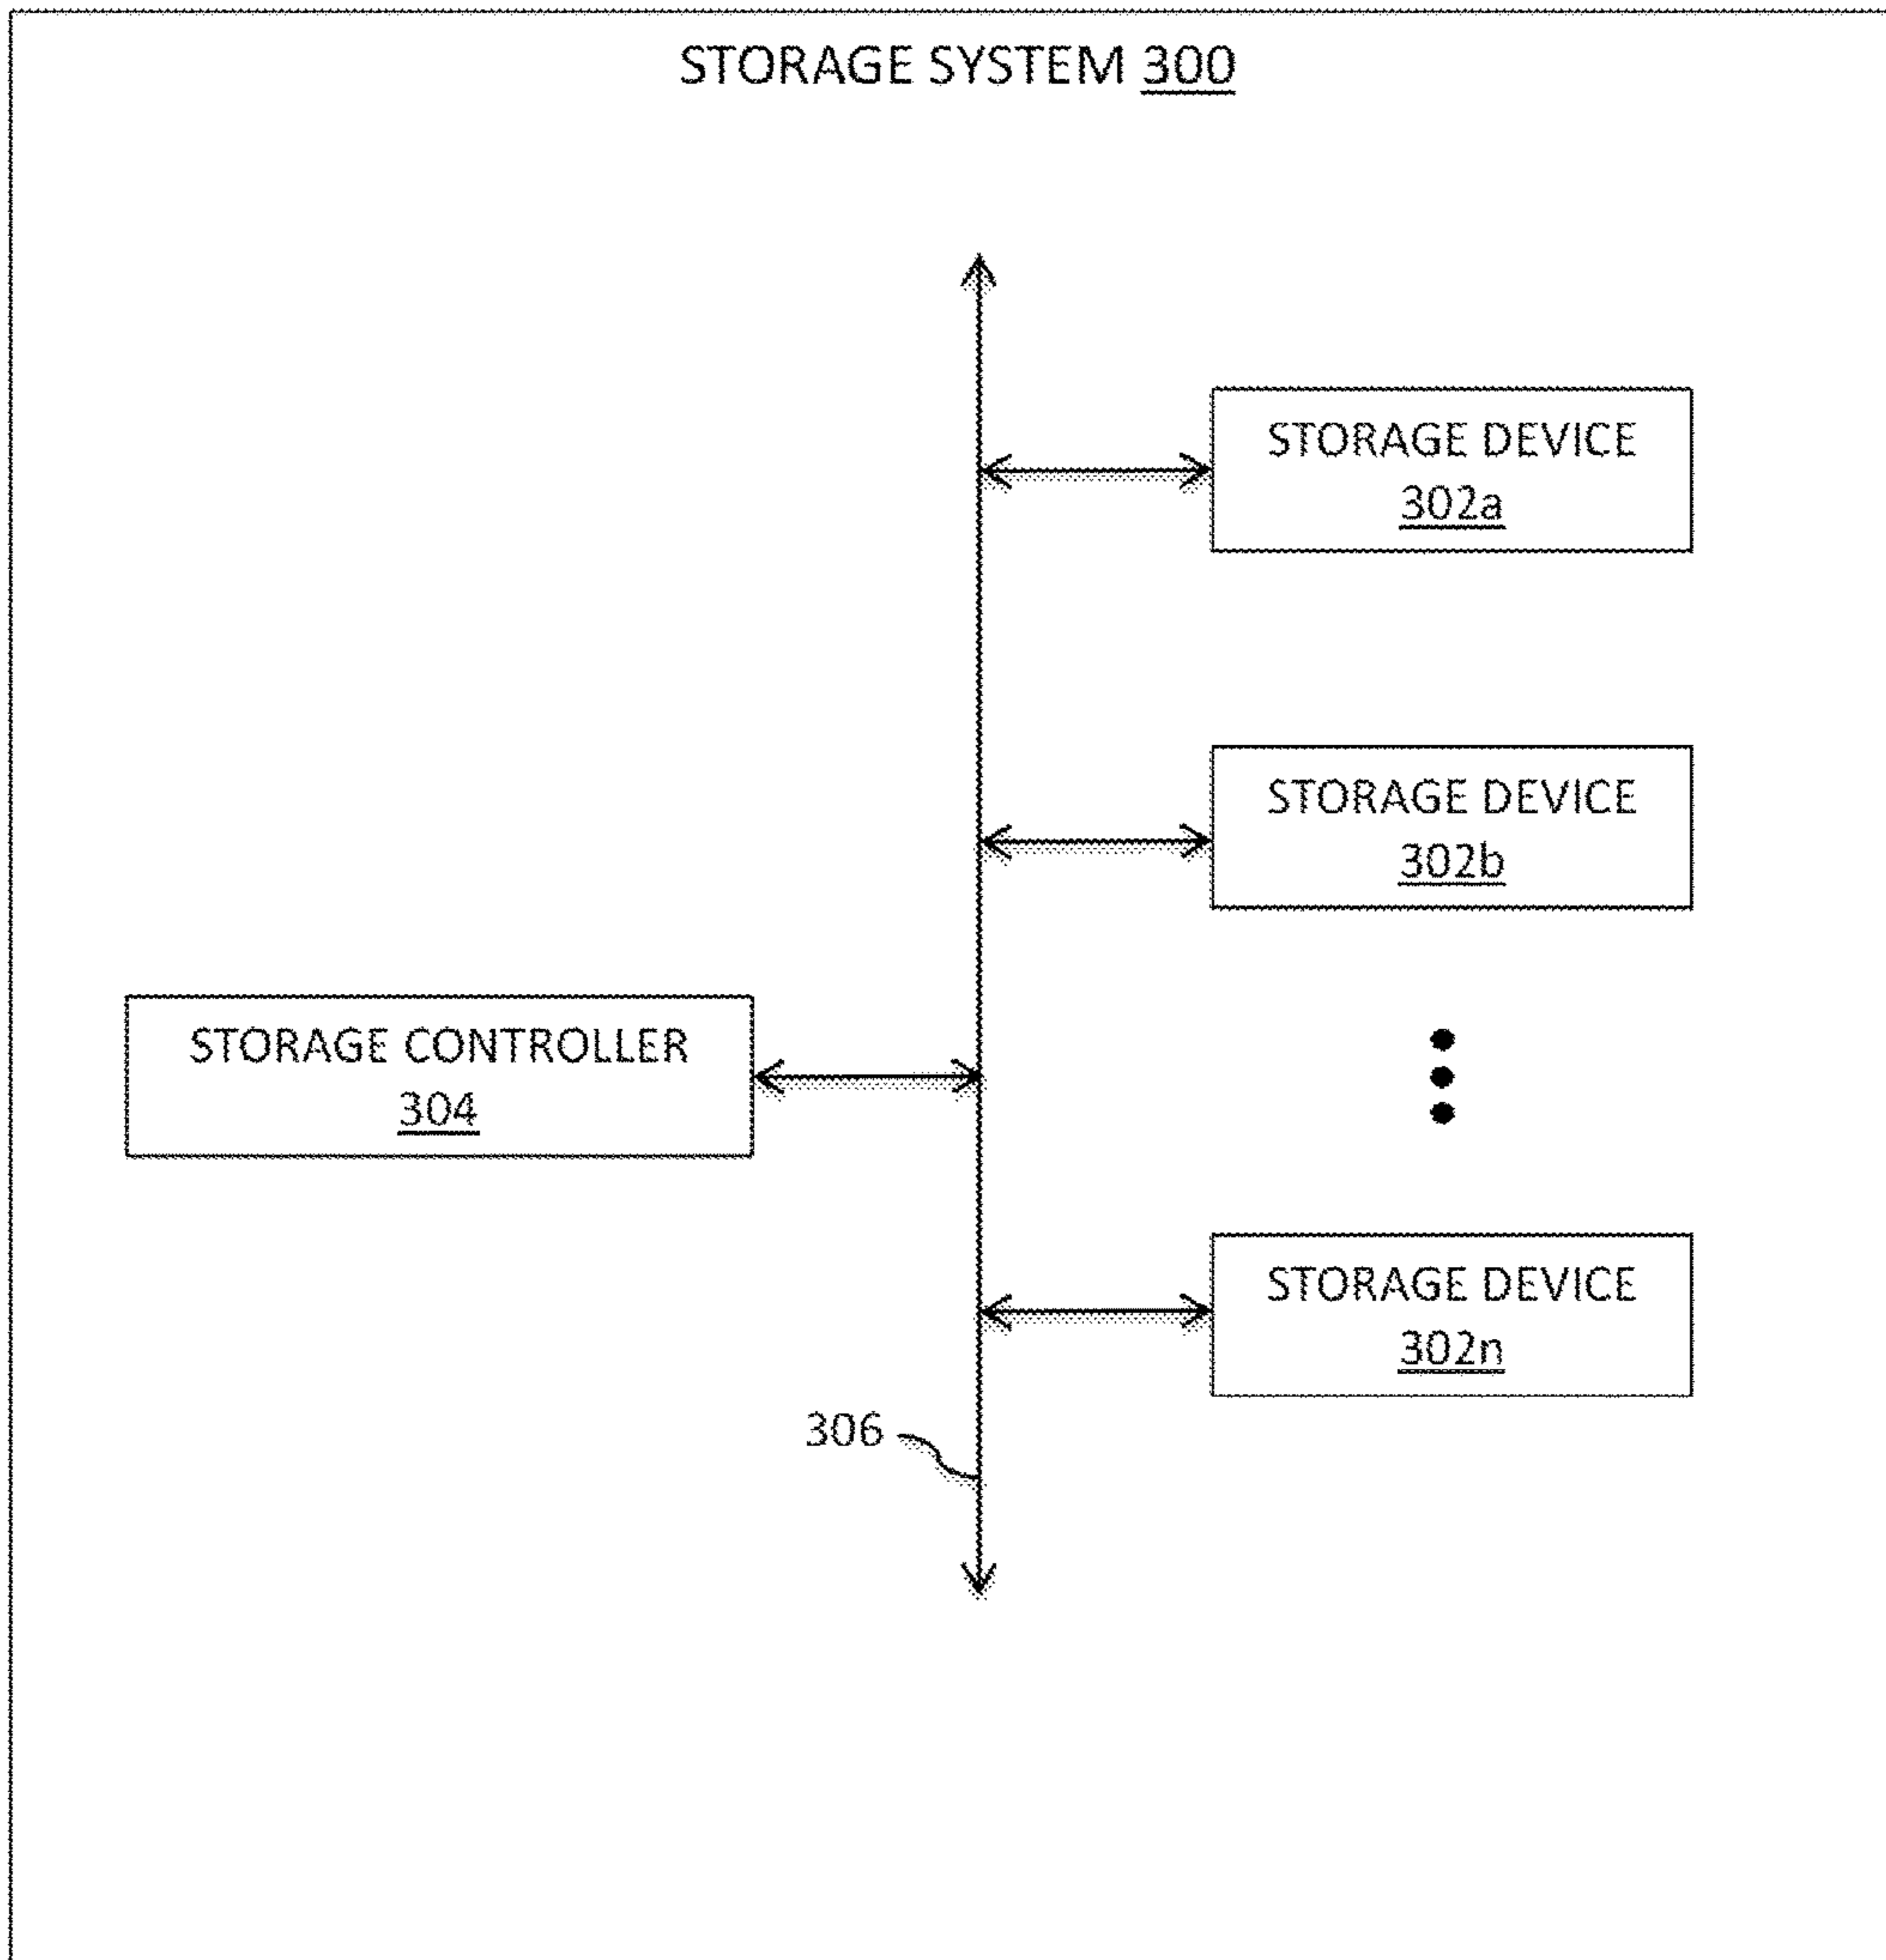 STORAGE SYSTEM 300
STORAGE DEVICE
302a
STORAGE DEVICE
302b
STORAGE CONTROLLER
304
STORAGE DEVICE
302n
306